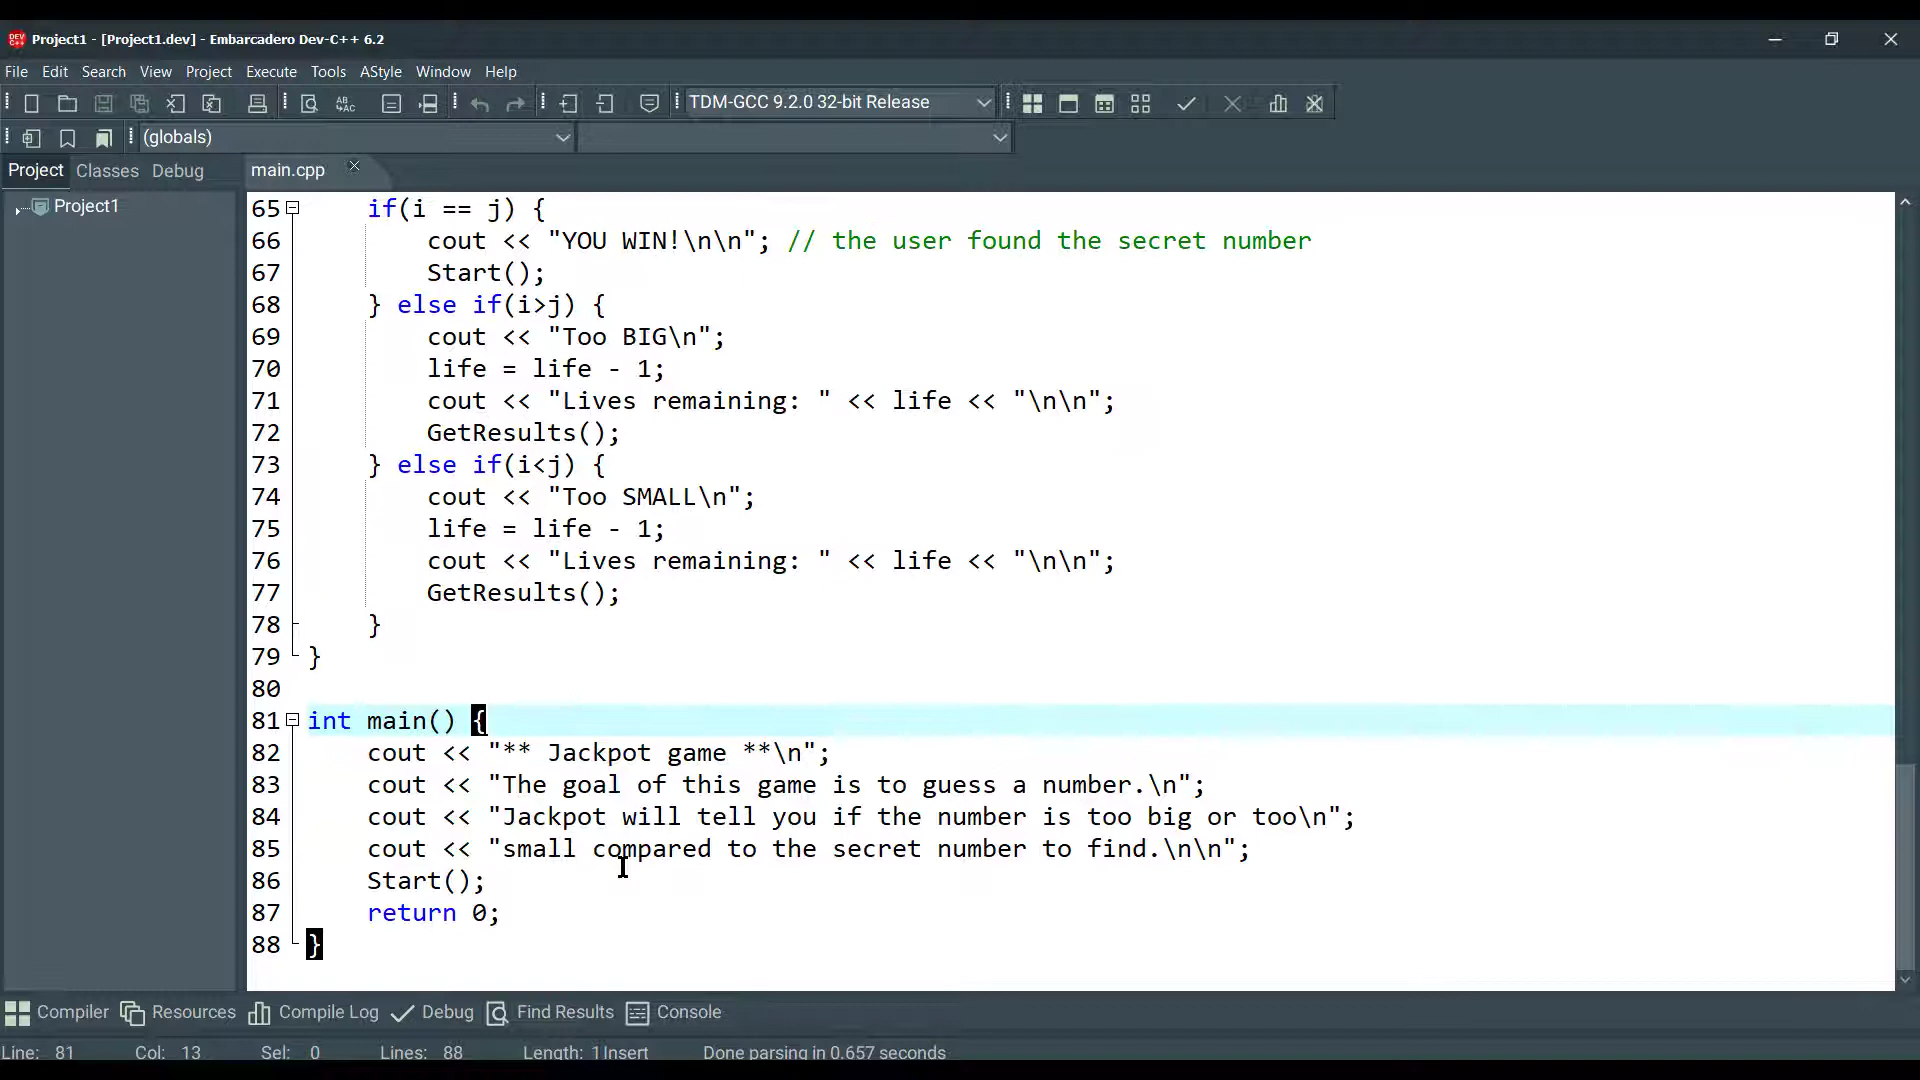 Project1 - [Project1.dev] - Embarcadero Dev-C++ 6.2
File Edit Search View Project Execute Tools AStyle Window Help
TDM-GCC 9.2.0 32-bit Release
(globals)
Project Classes Debug main.cpp
Project1
65 if(i == j) {
66 cout << "YOU WIN!\n\n"; // the user found the secret number
67 Start();
68 } else if(i>j) {
69 cout << "Too BIG\n";
70 life = life - 1;
71 cout << "Lives remaining: " << life << "\n\n";
72 GetResults();
73 } else if(i<j) {
74 cout << "Too SMALL\n";
75 life = life - 1;
76 cout << "Lives remaining: " << life << "\n\n";
77 GetResults();
78 }
79 }
80
81 int main() {
82 cout << "** Jackpot game **\n";
83 cout << "The goal of this game is to guess a number.\n";
84 cout << "Jackpot will tell you if the number is too big or too\n";
85 cout << "small compared to the secret number to find.\n\n";
86 Start();
87 return 0;
88 }
Compiler Resources Compile Log Debug Find Results Console
Line: 81 Col: 13 Sel: 0 Lines: 88 Length: 1 Insert Done parsing in 0.657 seconds